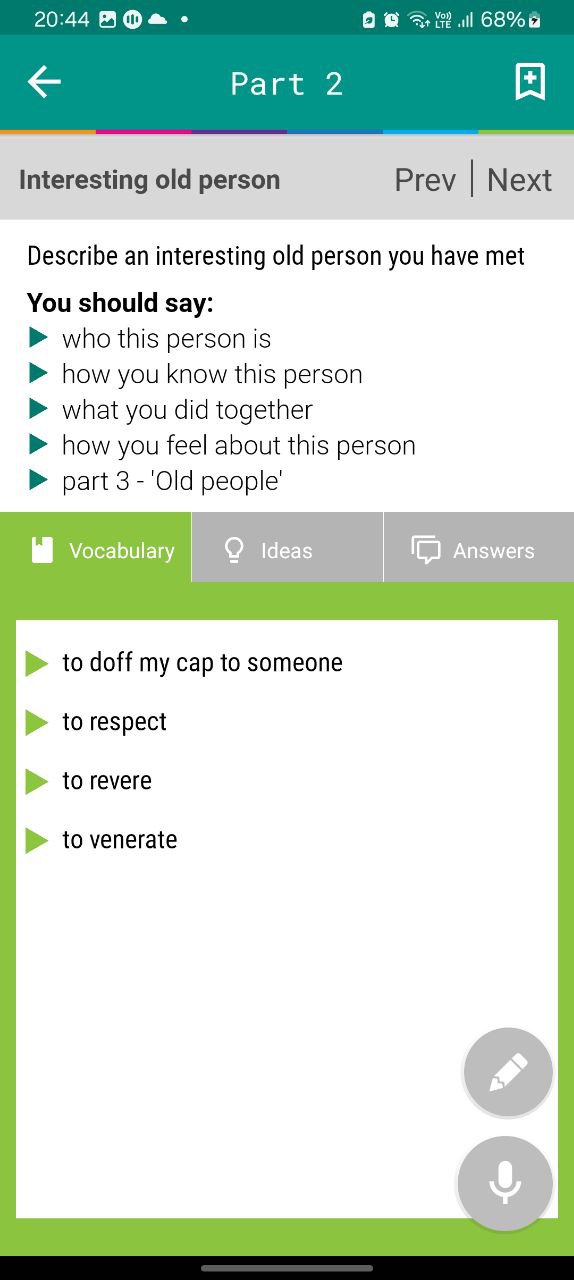 20:44
Vo)) LTE
68%
Part 2
Interesting old person
Prev | Next
Describe an interesting old person you have met
You should say:
who this person is
how you know this person
what you did together
how you feel about this person
part 3 - 'Old people'
Vocabulary
Ideas
Answers
to doff my cap to someone
to respect
to revere
to venerate